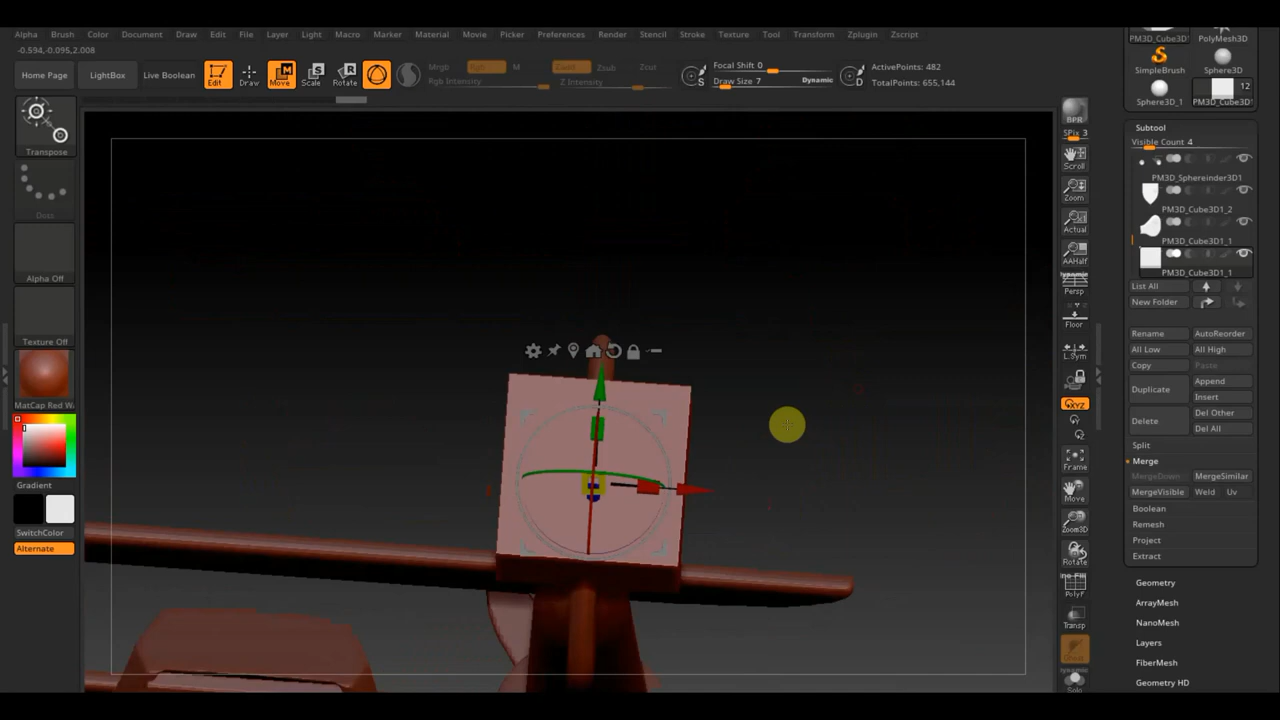 Alpha Brush Color Document Draw Edit File Layer Light Macro Marker Material Movie Picker Preferences Render Stencil Stroke Texture Tool Transform Zplugin Zscript
-0.594,-0.095,2.008
Home Page LightBox Live Boolean Edit Draw Move Scale Rotate
Mrgb Rgb M Zsub Zcut
Rgb Intensity Z Intensity
Focal Shift 0
Draw Size 7 Dynamic
S D
ActivePoints: 482
TotalPoints: 655,144
Transpose
Dots
Alpha Off
Texture Off
MatCap Red W
Gradient
SwitchColor
Alternate
BPR
SPix 3
Scroll
Zoom
Actual
AAHalf
Dynamic
Persp
Floor
L.Sym
XYZ
Y
Z
Frame
Move
Zoom3D
Rotate
PolyF
Transp
Ghost
Dynamic
Solo
PM3D_Cube3D PolyMesh3D
SimpleBrush Sphere3D
12
Sphere3D_1 PM3D_Cube3D1
Subtool
Visible Count 4
PM3D_Sphereinder3D1
PM3D_Cube3D1_2
PM3D_Cube3D1_1
PM3D_Cube3D1_1
List All
New Folder
Rename AutoReorder
All Low All High
Copy Paste
Duplicate Append
Insert
Delete Del Other
Del All
Split
Merge
MergeDown MergeSimilar
MergeVisible Weld Uv
Boolean
Remesh
Project
Extract
Geometry
ArrayMesh
NanoMesh
Layers
FiberMesh
Geometry HD